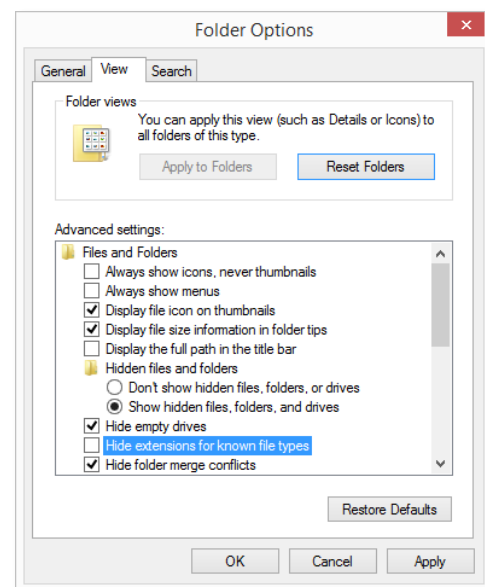 Folder Options
General View Search
Folder views
You can apply this view (such as Details or Icons) to
all folders of this type.
Apply to Folders Reset Folders
Advanced settings:
Files and Folders
Always show icons, never thumbnails
Always show menus
Display file icon on thumbnails
Display file size information in folder tips
Display the full path in the title bar
Hidden files and folders
Don't show hidden files, folders, or drives
Show hidden files, folders, and drives
Hide empty drives
Hide extensions for known file types
Hide folder merge conflicts
Restore Defaults
OK Cancel Apply